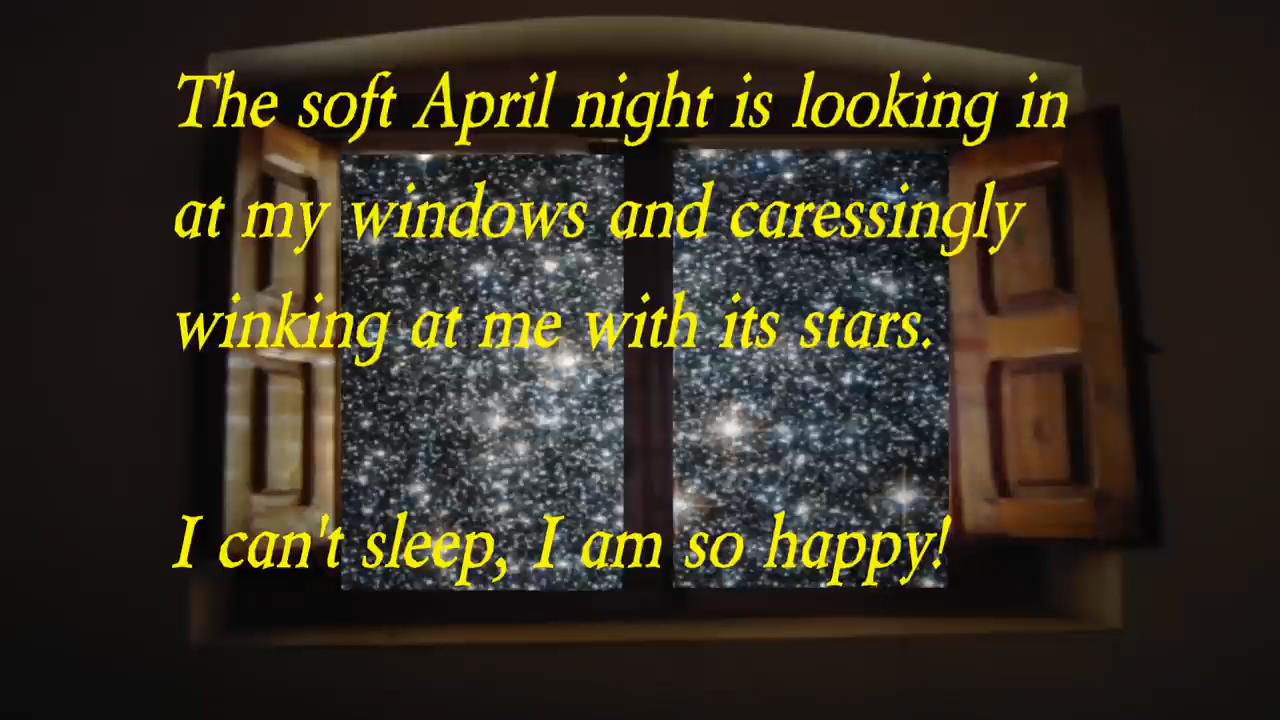 The soft April night is looking in
at my windows and caressingly
winking at me with its stars.
I can't sleep, I am so happy!